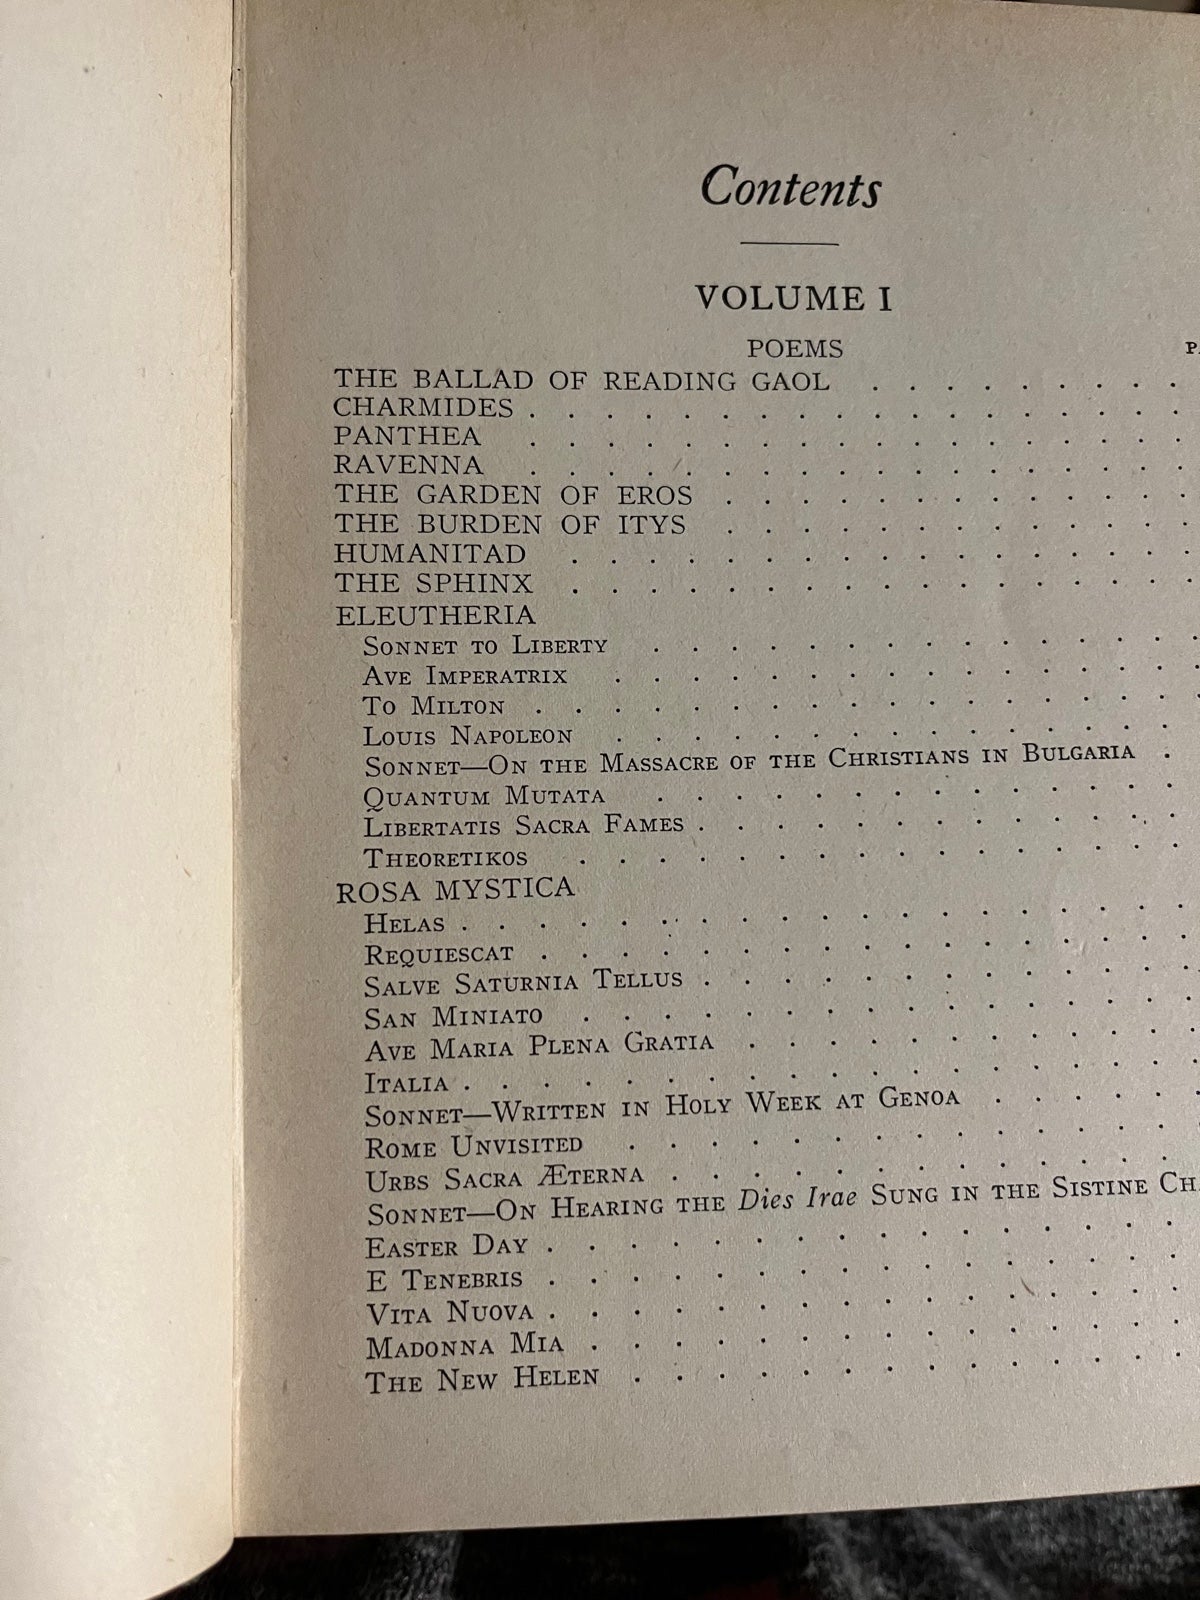 Contents
VOLUME I
POEMS
THE BALLAD OF READING GAOL . . . . . . . . .
CHARMIDES . . . . . . . . . . . . . . . . .
PANTHEA . . . . . . . . . . . . . . . . .
RAVENNA . . . . . . . . . . . . . . . . .
THE GARDEN OF EROS . . . . . . . . . . . .
THE BURDEN OF ITYS . . . . . . . . . . . .
HUMANITAD . . . . . . . . . . . . . . . .
THE SPHINX . . . . . . . . . . . . . . . .
ELEUTHERIA
SONNET TO LIBERTY . . . . . . . . . . . . . .
AVE IMPERATRIX . . . . . . . . . . . . . . .
TO MILTON . . . . . . . . . . . . . . . . .
LOUIS NAPOLEON . . . . . . . . . . . . . .
SONNET—ON THE MASSACRE OF THE CHRISTIANS IN BULGARIA .
QUANTUM MUTATA . . . . . . . . . . . . . .
LIBERTATIS SACRA FAMES . . . . . . . . . . . . .
THEORETIKOS . . . . . . . . . . . . . . . .
ROSA MYSTICA
HELAS . . . . . . . . . . . . . . . . . . .
REQUIESCAT . . . . . . . . . . . . . . . . .
SALVE SATURNIA TELLUS . . . . . . . . . . . . .
SAN MINIATO . . . . . . . . . . . . . . . .
AVE MARIA PLENA GRATIA . . . . . . . . . . . .
ITALIA . . . . . . . . . . . . . . . . . . .
SONNET—WRITTEN IN HOLY WEEK AT GENOA . . . . . .
ROME UNVISITED . . . . . . . . . . . . . .
URBS SACRA ÆTERNA . . . . . . . . . . . . .
SONNET—ON HEARING THE Dies Irae SUNG IN THE SISTINE
EASTER DAY . . . . . . . . . . . . . . . .
E TENEBRIS . . . . . . . . . . . . . . . .
VITA NUOVA . . . . . . . . . . . . . . . .
MADONNA MIA . . . . . . . . . . . . . . .
THE NEW HELEN . . . . . . . . . . . . . .